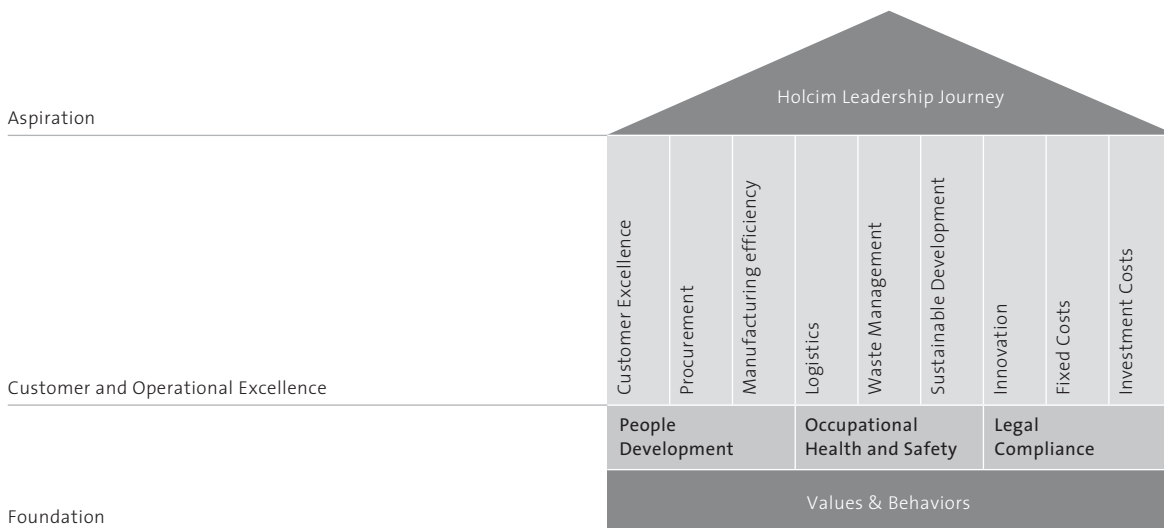 Holcim Leadership Journey
Aspiration
Customer Excellence
Procurement
Manufacturing efficiency
Logistics
Waste Management
Sustainable Development
Innovation
Fixed Costs
Investment Costs
Customer and Operational Excellence
People
Development
Occupational
Health and Safety
Legal
Compliance
Values & Behaviors
Foundation